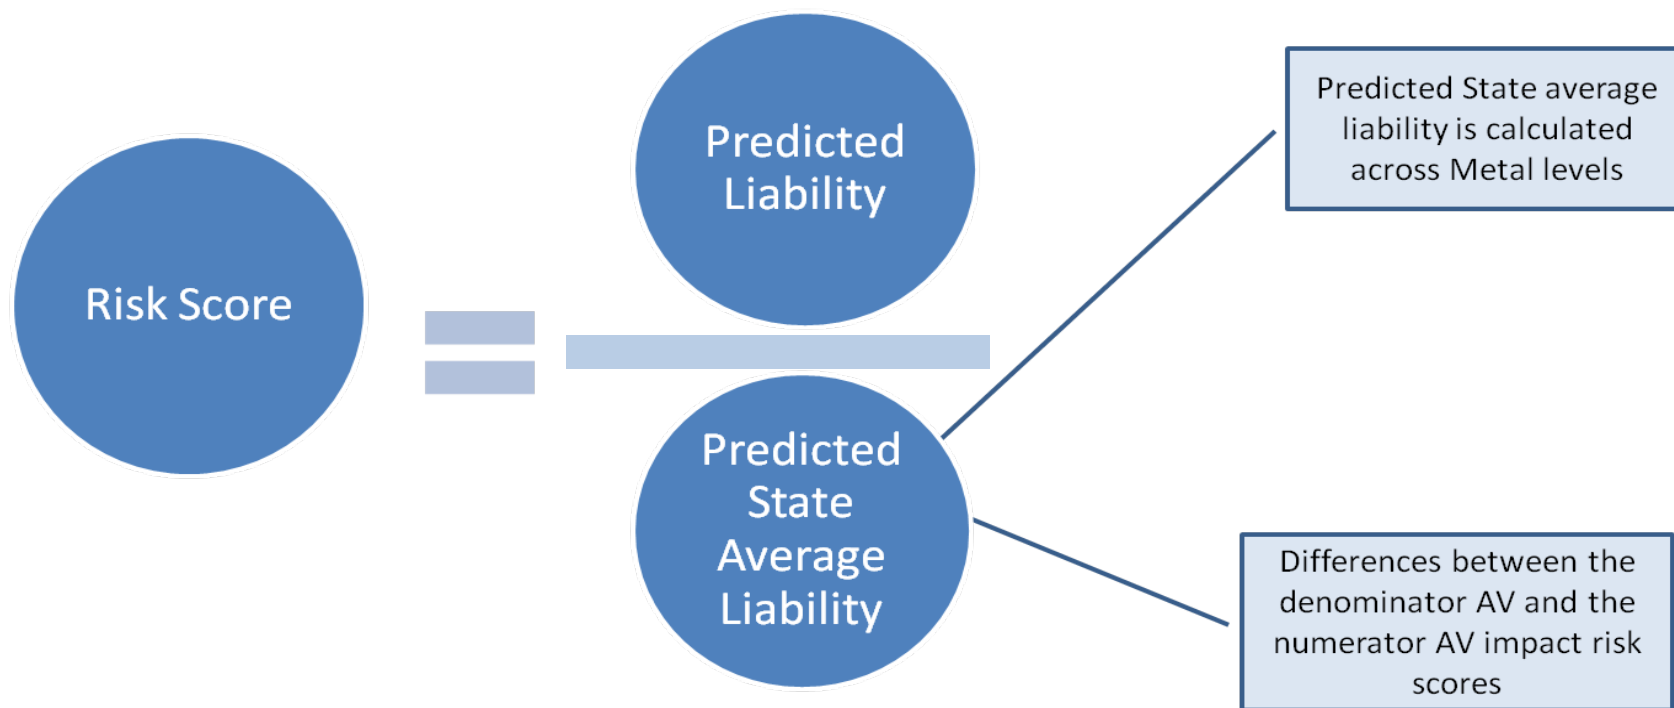 Risk Score
Predicted
Liability
Predicted
State
Average
Liability
Predicted State average
liability is calculated
across Metal levels
Differences between the
denominator AV and the
numerator AV impact risk
scores